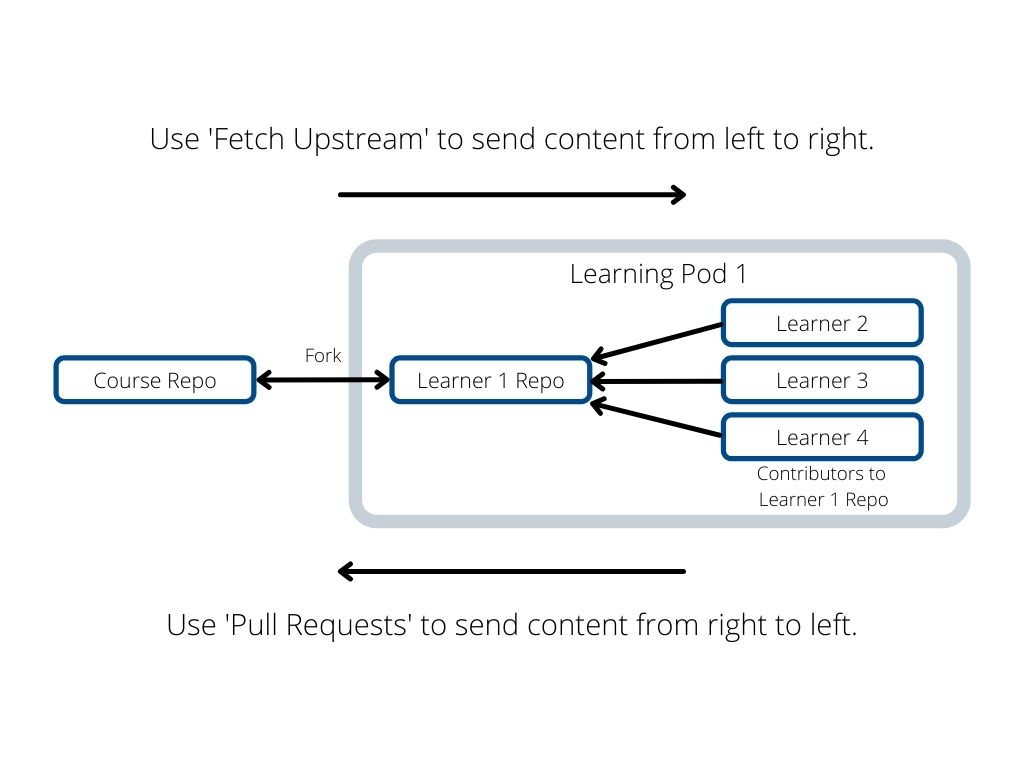 Use 'Fetch Upstream' to send content from left to right.
Learning Pod 1
Learner 2
Fork
Course Repo
Learner 1 Repo
Learner 3
Learner 4
Contributors to
Learner 1 Repo
Use 'Pull Requests' to send content from right to left.